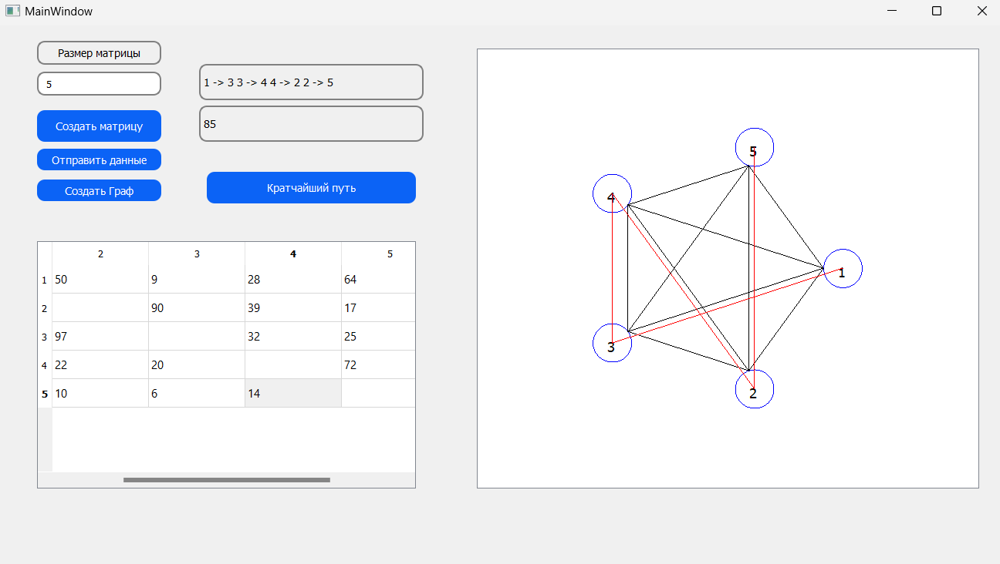 MainWindow
Размер матрицы
5
Создать матрицу
Отправить данные
Создать Граф
1 -> 3 3 -> 4 4 -> 2 2 -> 5
85
Кратчайший путь
2 3 4 5
1 50 9 28 64
2 90 39 17
3 97 32 25
4 22 20 72
5 10 6 14
5
4
1
3
2